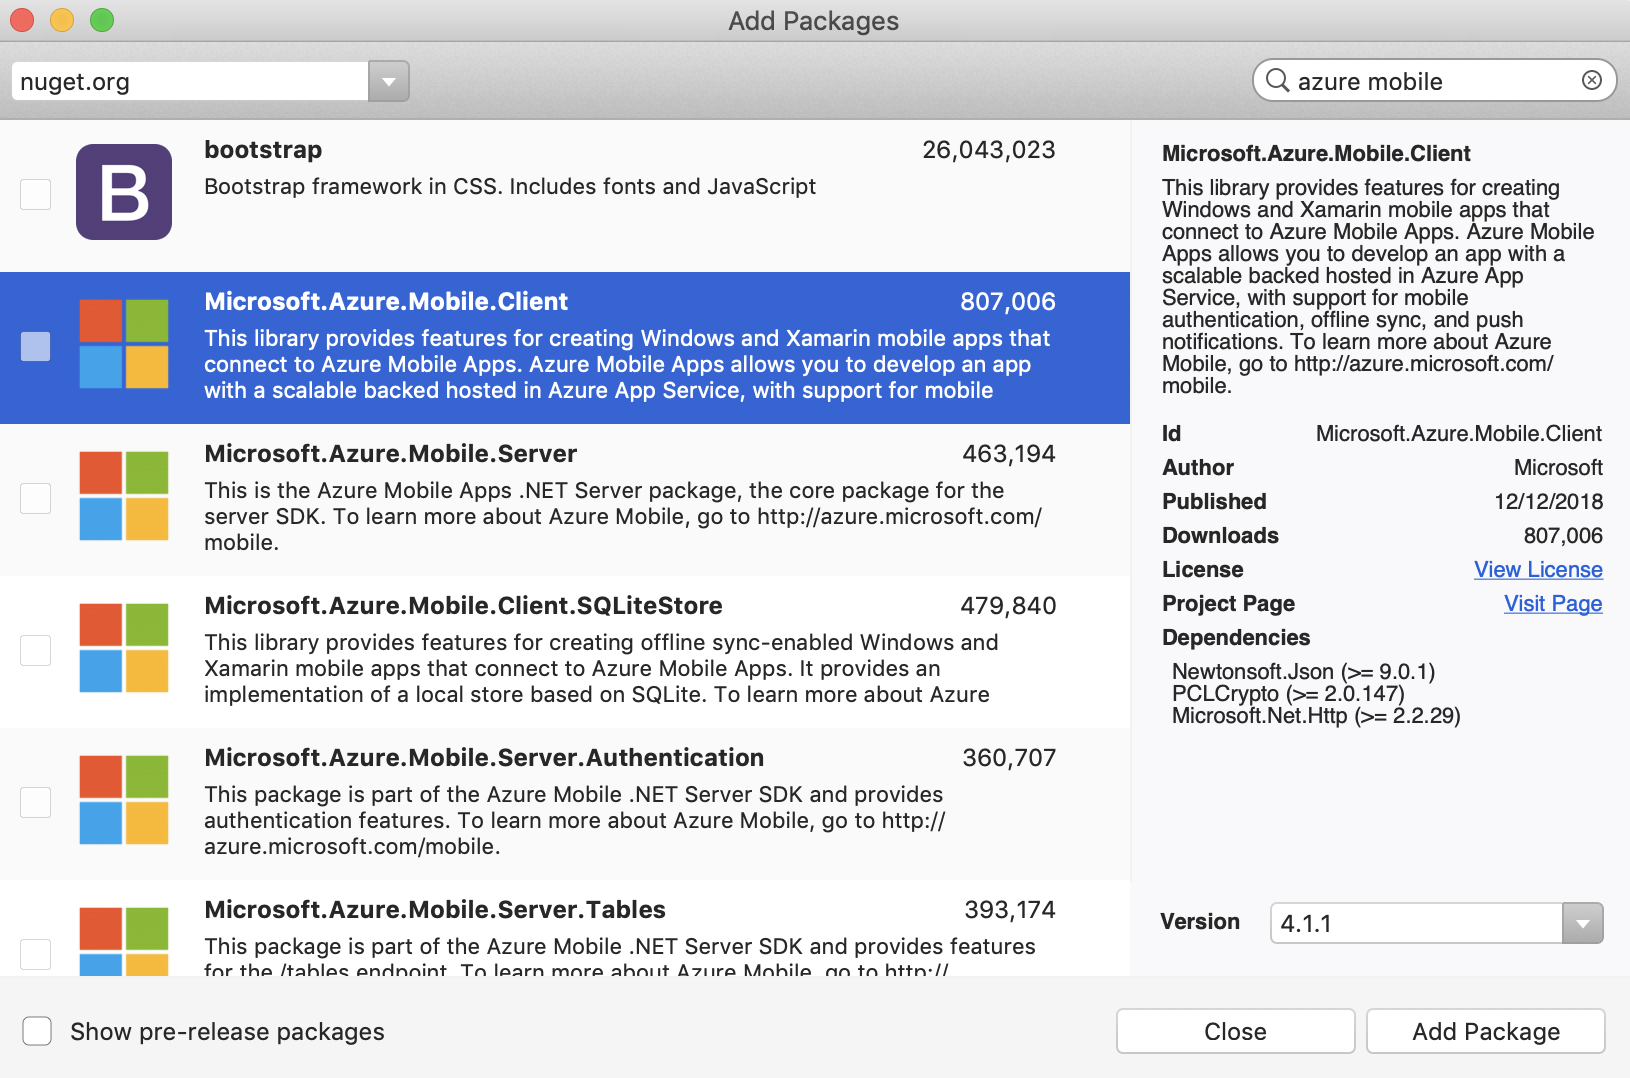 Add Packages
nuget.org
azure mobile
B
bootstrap
26,043,023
Bootstrap framework in CSS. Includes fonts and JavaScript
Microsoft.Azure.Mobile.Client
807,006
This library provides features for creating Windows and Xamarin mobile apps that
connect to Azure Mobile Apps. Azure Mobile Apps allows you to develop an app
with a scalable backed hosted in Azure App Service, with support for mobile
Microsoft.Azure.Mobile.Server
463,194
This is the Azure Mobile Apps .NET Server package, the core package for the
server SDK. To learn more about Azure Mobile, go to http://azure.microsoft.com/
mobile.
Microsoft.Azure.Mobile.Client.SQLiteStore
479,840
This library provides features for creating offline sync-enabled Windows and
Xamarin mobile apps that connect to Azure Mobile Apps. It provides an
implementation of a local store based on SQLite. To learn more about Azure
Microsoft.Azure.Mobile.Server.Authentication
360,707
This package is part of the Azure Mobile .NET Server SDK and provides
authentication features. To learn more about Azure Mobile, go to http://
azure.microsoft.com/mobile.
Microsoft.Azure.Mobile.Server.Tables
393,174
This package is part of the Azure Mobile .NET Server SDK and provides features
for the /tables endpoint. To learn more about Azure Mobile, go to http://
Microsoft.Azure.Mobile.Client
This library provides features for creating
Windows and Xamarin mobile apps that
connect to Azure Mobile Apps. Azure Mobile
Apps allows you to develop an app with a
scalable backed hosted in Azure App
Service, with support for mobile
authentication, offline sync, and push
notifications. To learn more about Azure
Mobile, go to http://azure.microsoft.com/
mobile.
Id Microsoft.Azure.Mobile.Client
Author Microsoft
Published 12/12/2018
Downloads 807,006
License View License
Project Page Visit Page
Dependencies
Newtonsoft.Json (>= 9.0.1)
PCLCrypto (>= 2.0.147)
Microsoft.Net.Http (>= 2.2.29)
Version 4.1.1
Show pre-release packages
Close
Add Package